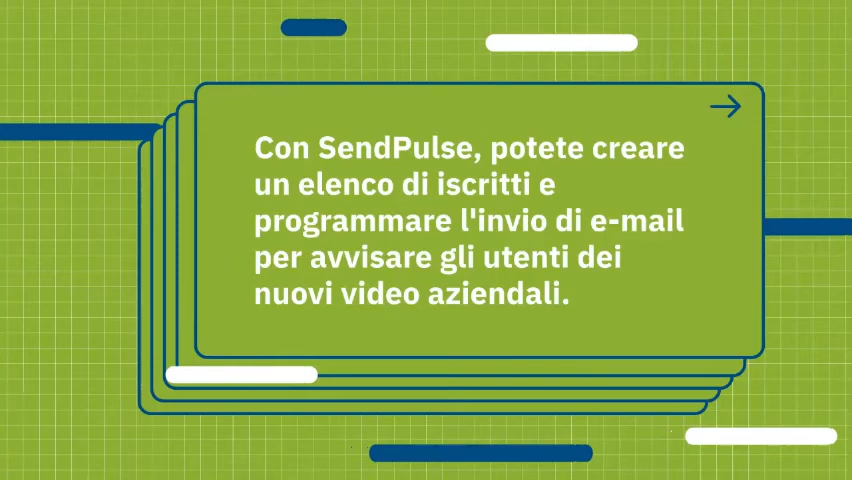 Con SendPulse, potete creare
un elenco di iscritti e
programmare l'invio di e-mail
per avvisare gli utenti dei
nuovi video aziendali.